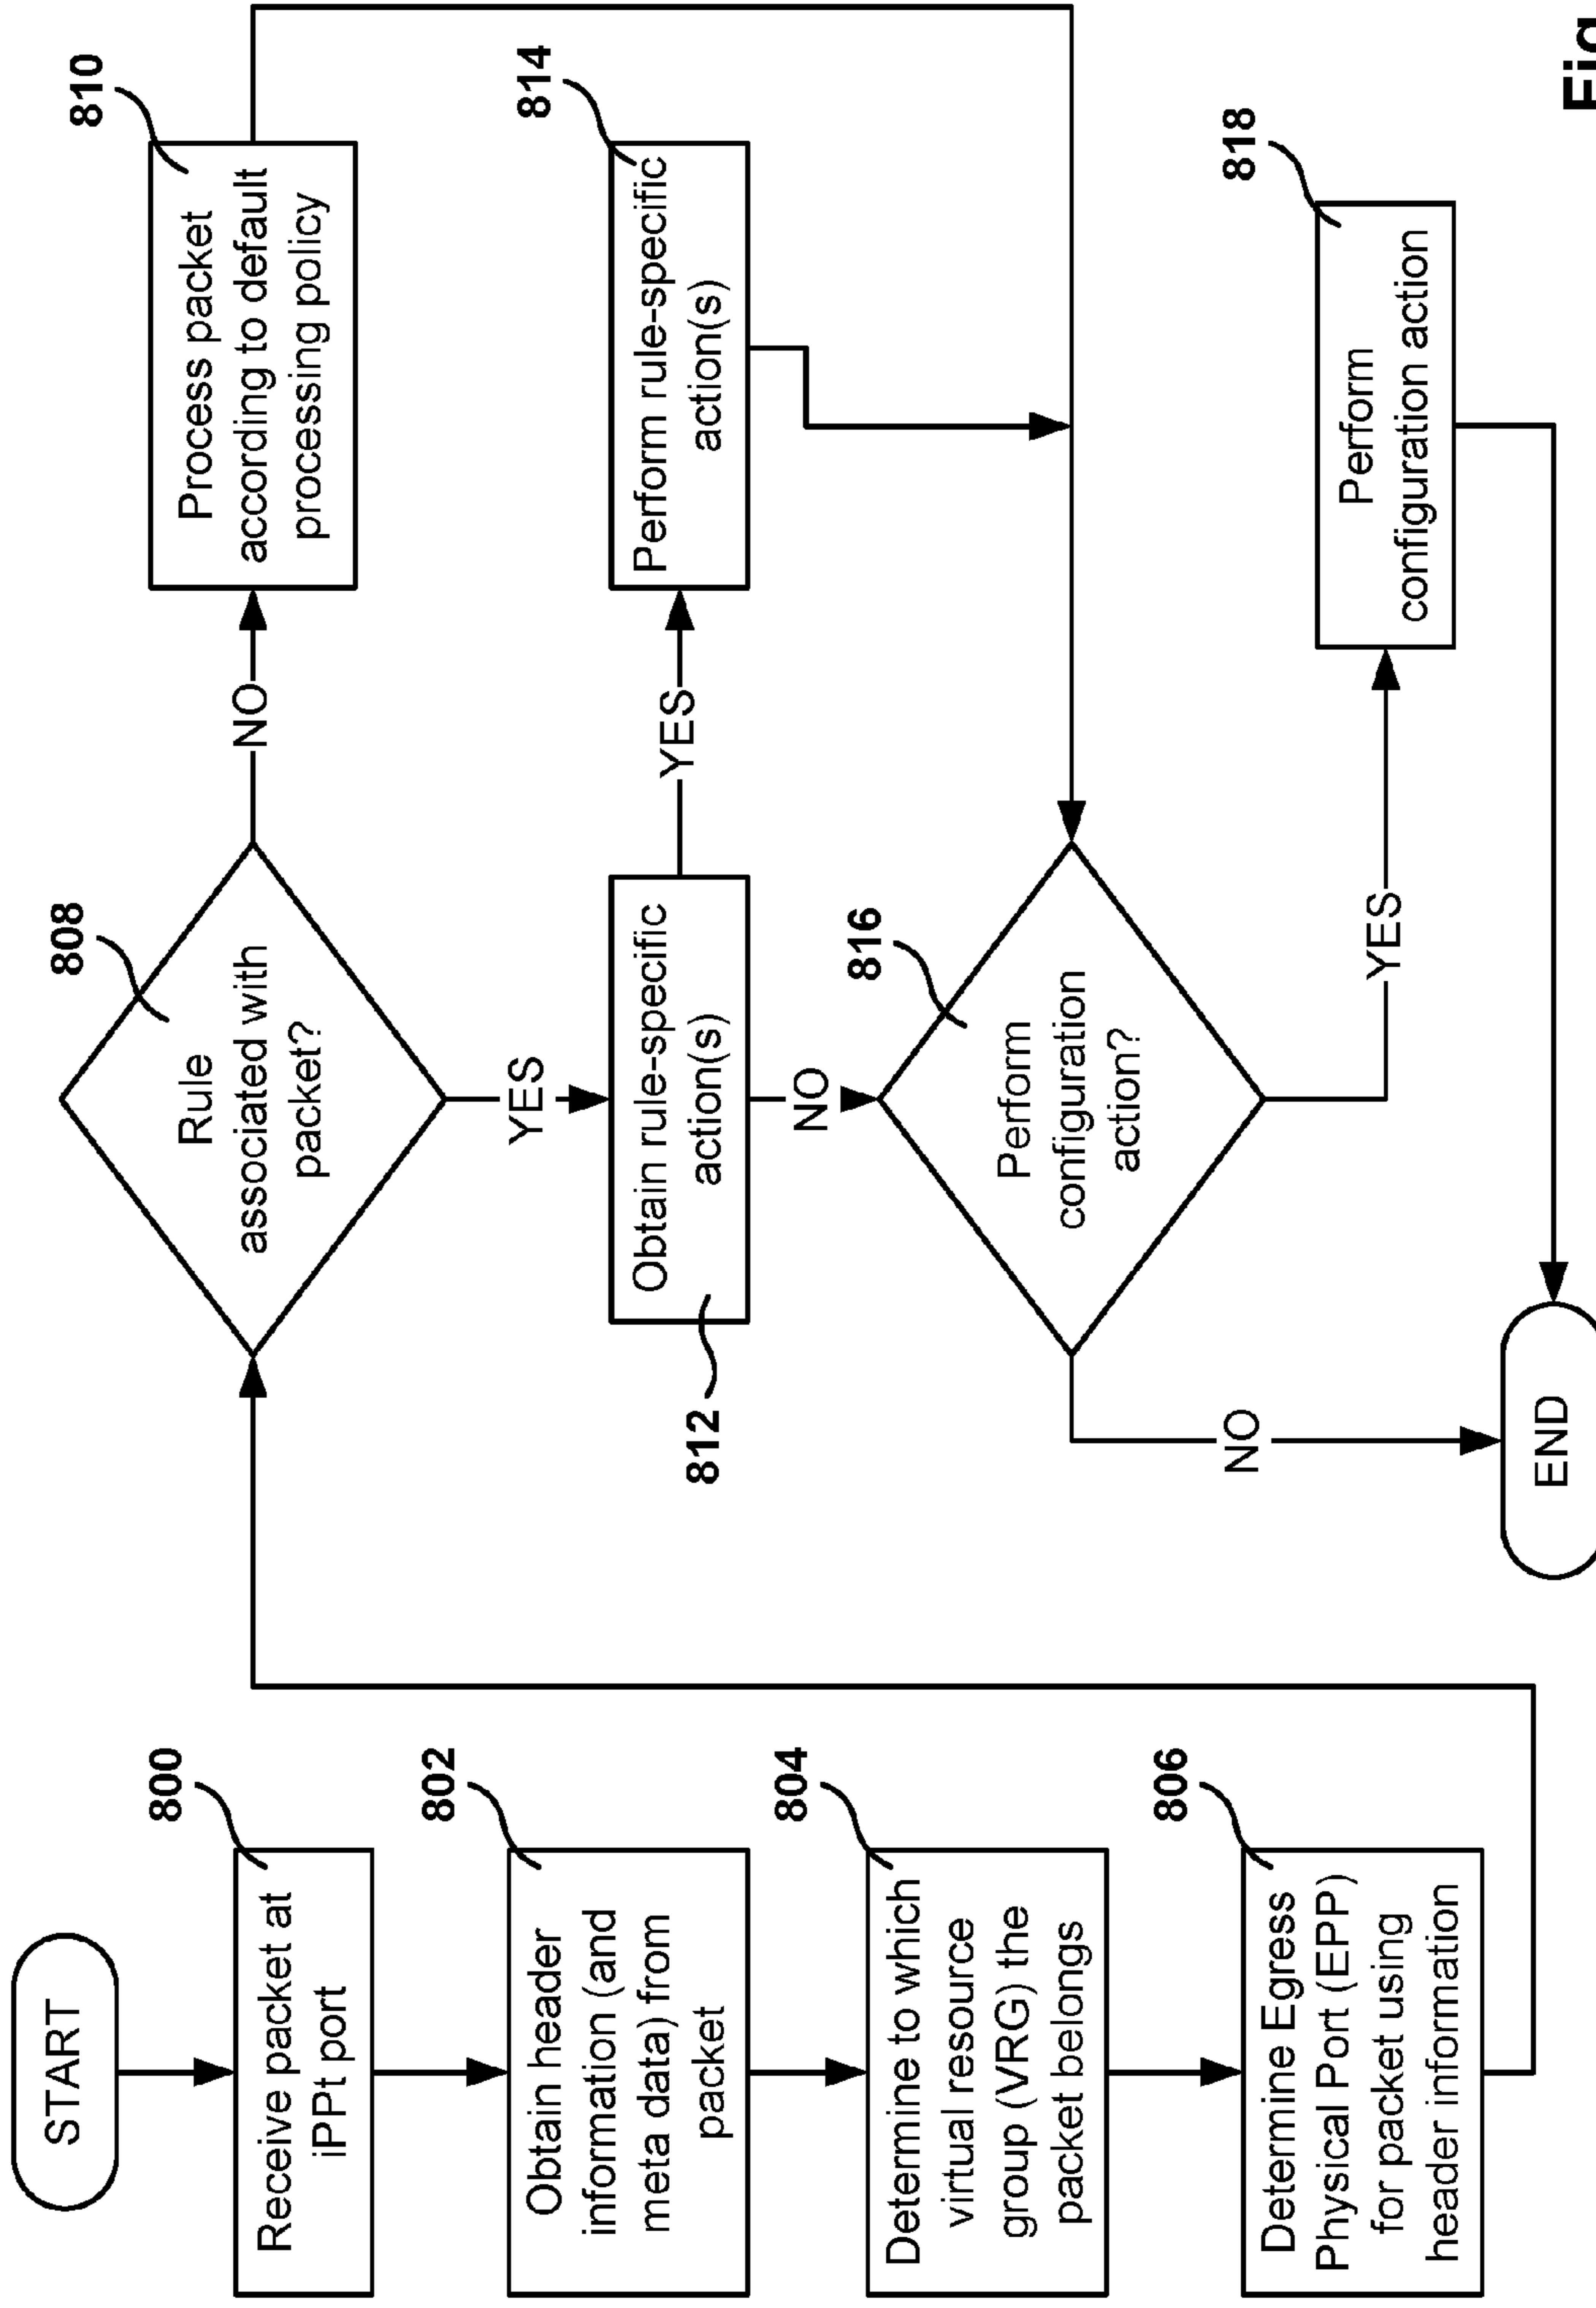 START
800
Receive packet at
iPPt port
802
Obtain header
information (and
meta data) from
packet
804
Determine to which
virtual resource
group (VRG) the
packet belongs
806
Determine Egress
Physical Port (EPP)
for packet using
header information
808
Rule
associated with
packet?
NO
810
Process packet
according to default
processing policy
YES
812
Obtain rule-specific
action(s)
YES
814
Perform rule-specific
action(s)
NO
816
Perform
configuration
action?
YES
818
Perform
configuration action
NO
END
Fig